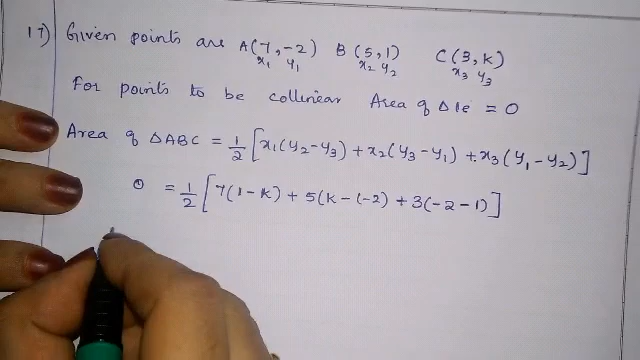 17) Given points are A(7,-2) B(5,1) C(3,k)
x₁ y₁ x₂ y₂ x₃ y₃
For points to be collinear Area of Δle = 0
Area of ΔABC = 1/2 [x₁(y₂-y₃) + x₂(y₃-y₁) + x₃(y₁-y₂)]
0 = 1/2 [7(1-k) + 5(k-(-2) + 3(-2-1)]